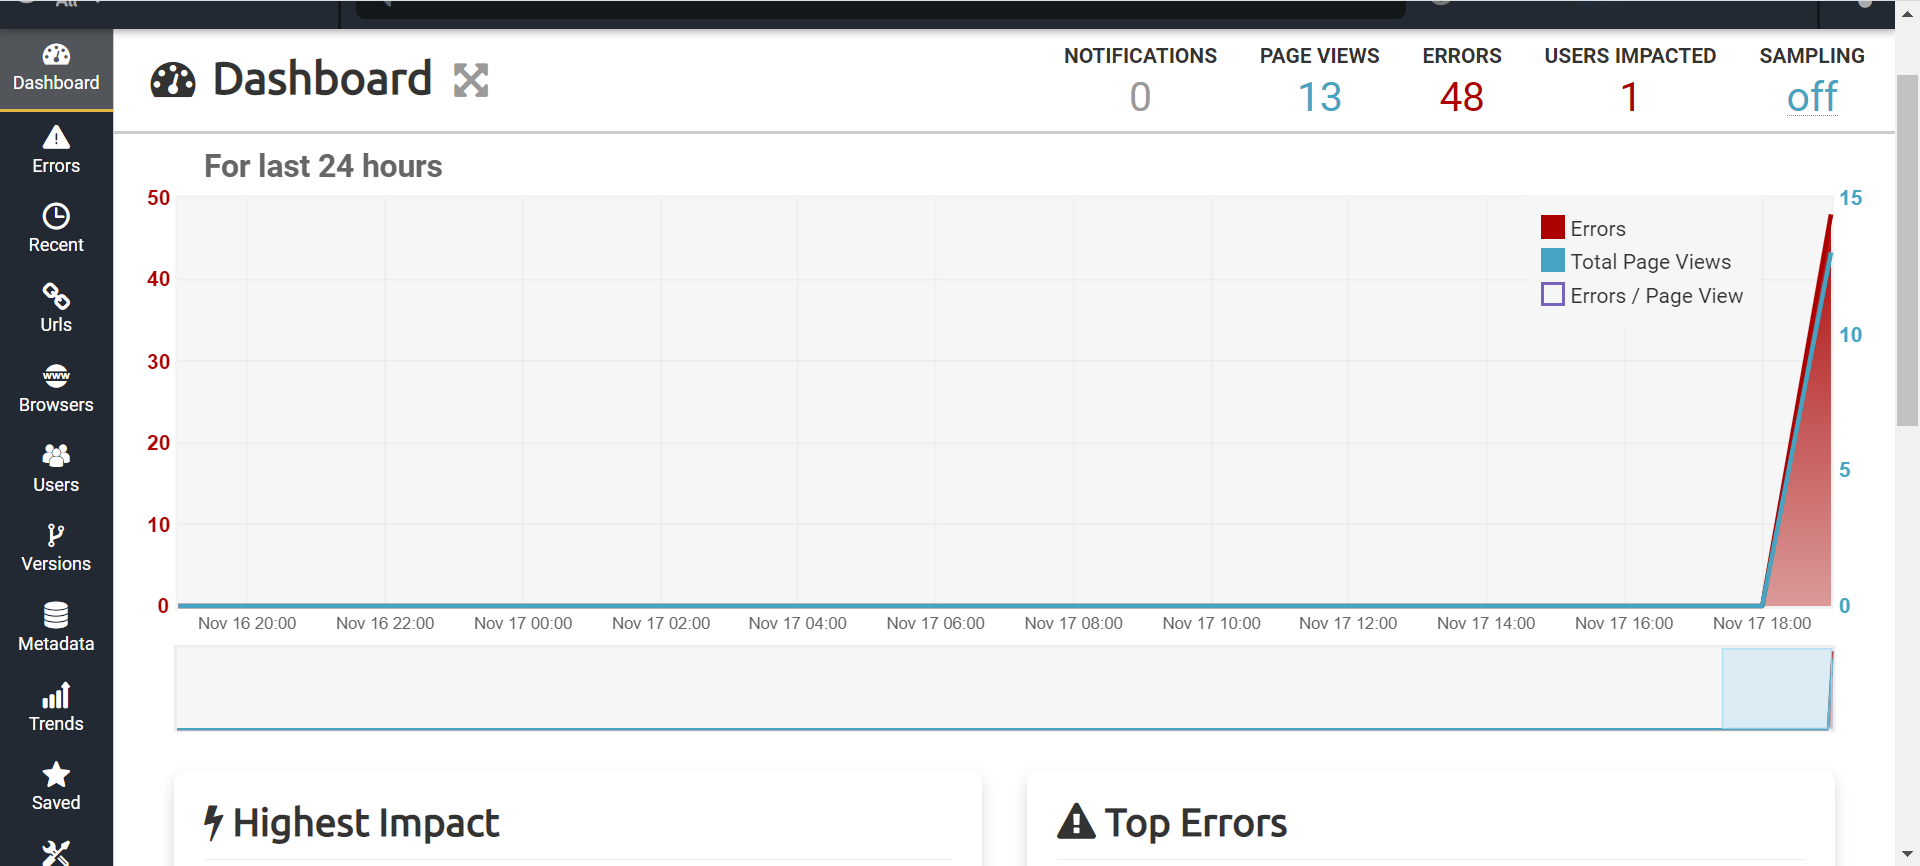 All
Dashboard
Errors
Recent
Urls
www
Browsers
Users
Versions
Metadata
Trends
Saved
Dashboard
NOTIFICATIONS PAGE VIEWS ERRORS USERS IMPACTED SAMPLING
0 13 48 1 off
For last 24 hours
50 15
40
30 10
20 5
10
0 0
Errors
Total Page Views
Errors / Page View
Nov 16 20:00 Nov 16 22:00 Nov 17 00:00 Nov 17 02:00 Nov 17 04:00 Nov 17 06:00 Nov 17 08:00 Nov 17 10:00 Nov 17 12:00 Nov 17 14:00 Nov 17 16:00 Nov 17 18:00
Highest Impact
Top Errors